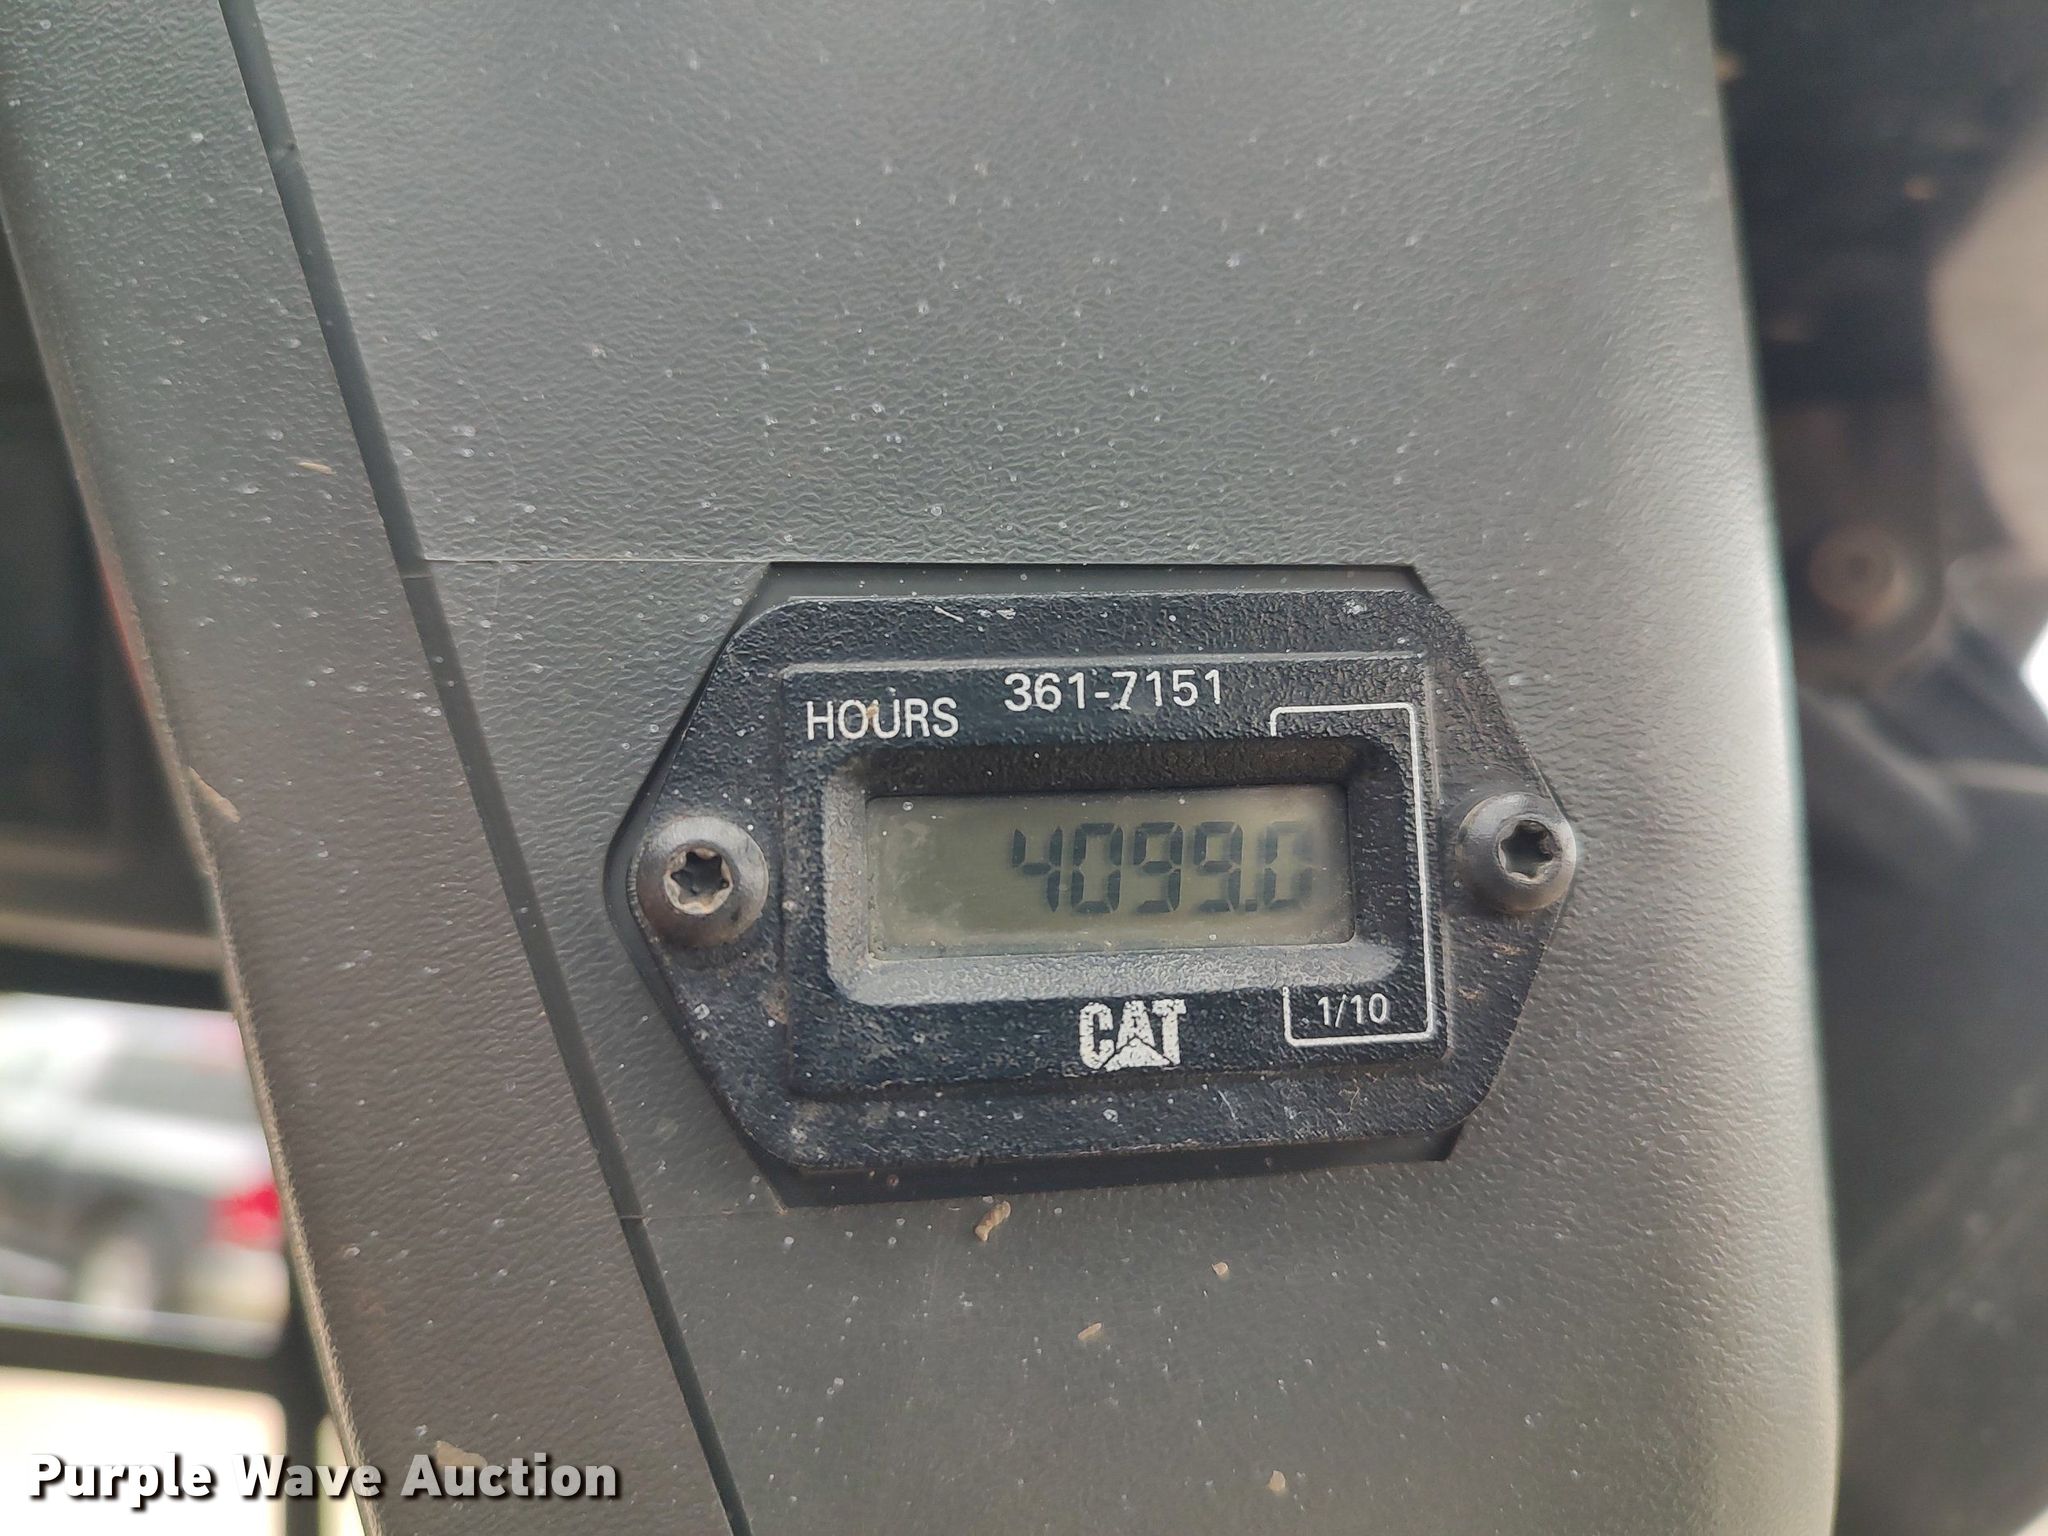 HOURS 361-7151
4099.0
CAT 1/10
Purple Wave Auction